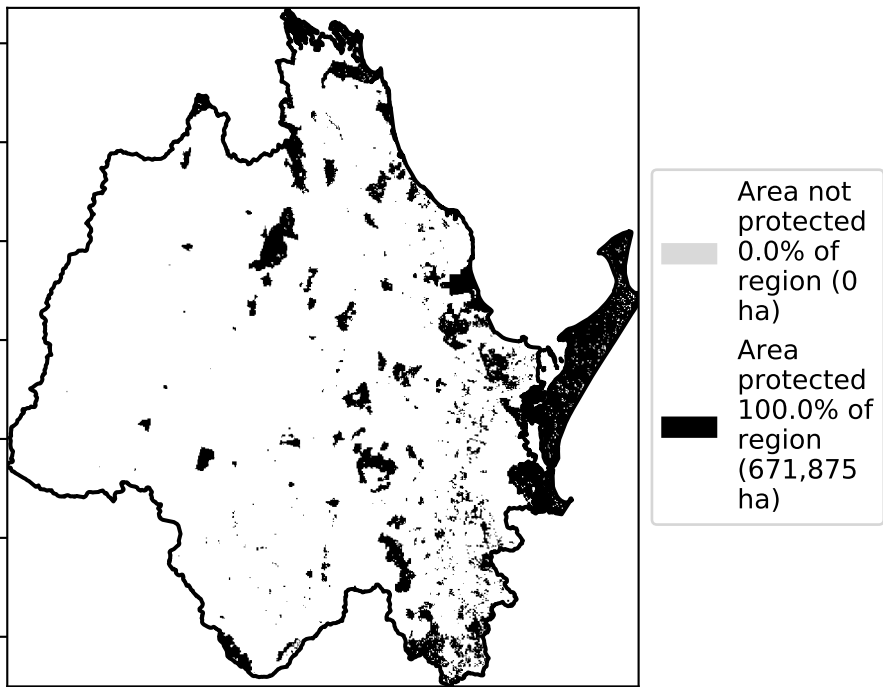 Area not
protected
0.0% of
region (0
ha)
Area
protected
100.0% of
region
(671,875
ha)